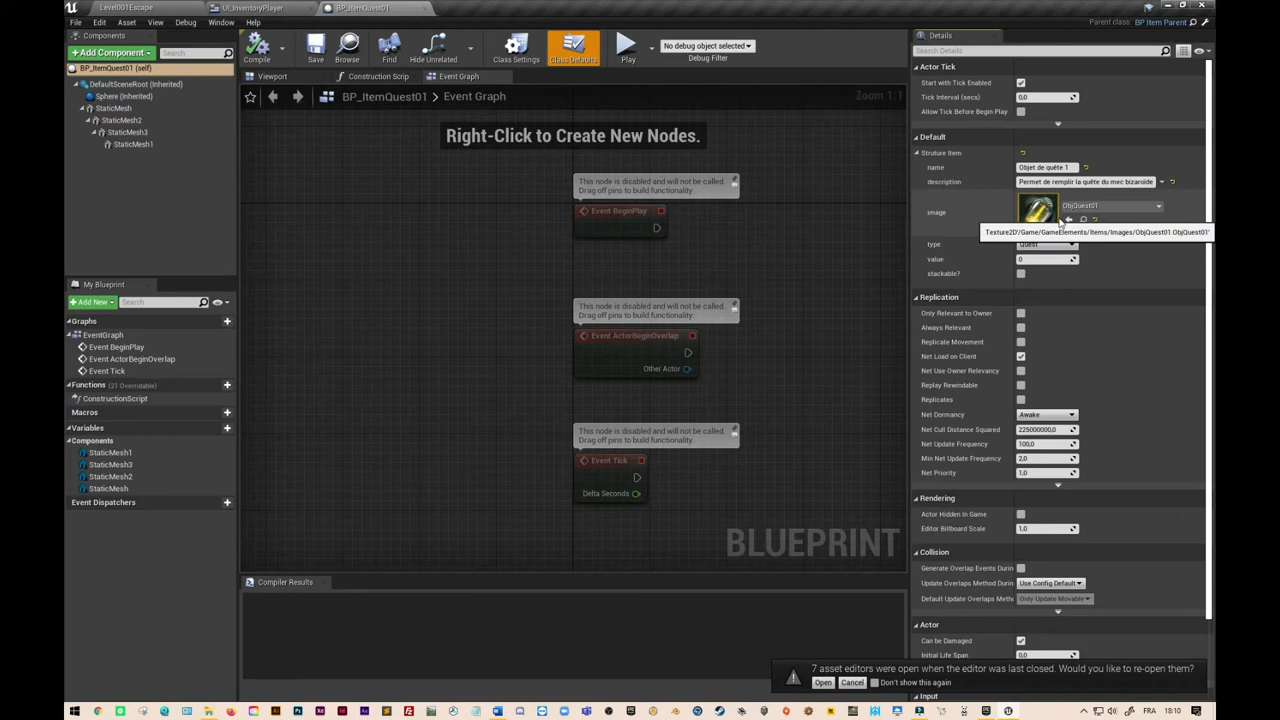 Level001Escape
UI_InventoryPlayer
BP_ItemQuest01
File
Edit
Asset
View
Debug
Window
Help
Parent class: BP Item Parent
Components
Add Component
Search
BP_ItemQuest01 (self)
DefaultSceneRoot (Inherited)
Sphere (Inherited)
StaticMesh
StaticMesh2
StaticMesh3
StaticMesh1
My Blueprint
Add New
Search
Graphs
EventGraph
Event BeginPlay
Event ActorBeginOverlap
Event Tick
Functions (21 Overridable)
ConstructionScript
Macros
Variables
Components
StaticMesh1
StaticMesh3
StaticMesh2
StaticMesh
Event Dispatchers
Compile
Save
Browse
Find
Hide Unrelated
Class Settings
Class Defaults
Play
No debug object selected
Debug Filter
Viewport
Construction Scrip
Event Graph
BP_ItemQuest01 > Event Graph
Zoom 1:1
Right-Click to Create New Nodes.
This node is disabled and will not be called.
Drag off pins to build functionality.
Event BeginPlay
This node is disabled and will not be called.
Drag off pins to build functionality.
Event ActorBeginOverlap
Other Actor
This node is disabled and will not be called.
Drag off pins to build functionality.
Event Tick
Delta Seconds
BLUEPRINT
Compiler Results
Details
Search Details
Actor Tick
Start with Tick Enabled
Tick Interval (secs)
0,0
Allow Tick Before Begin Play
Default
Struture Item
name
Objet de quête 1
description
Permet de remplir la quête du mec bizaroïde
image
ObjQuest01
Texture2D'/Game/GameElements/Items/Images/ObjQuest01.ObjQuest01'
type
Quest
value
0
stackable?
Replication
Only Relevant to Owner
Always Relevant
Replicate Movement
Net Load on Client
Net Use Owner Relevancy
Replay Rewindable
Replicates
Net Dormancy
Awake
Net Cull Distance Squared
225000000,0
Net Update Frequency
100,0
Min Net Update Frequency
2,0
Net Priority
1,0
Rendering
Actor Hidden In Game
Editor Billboard Scale
1,0
Collision
Generate Overlap Events Durin
Update Overlaps Method During
Use Config Default
Default Update Overlaps Metho
Only Update Movable
Actor
Can be Damaged
Initial Life Span
0,0
7 asset editors were open when the editor was last closed. Would you like to re-open them?
Open
Cancel
Don't show this again
Input
FRA
18:10